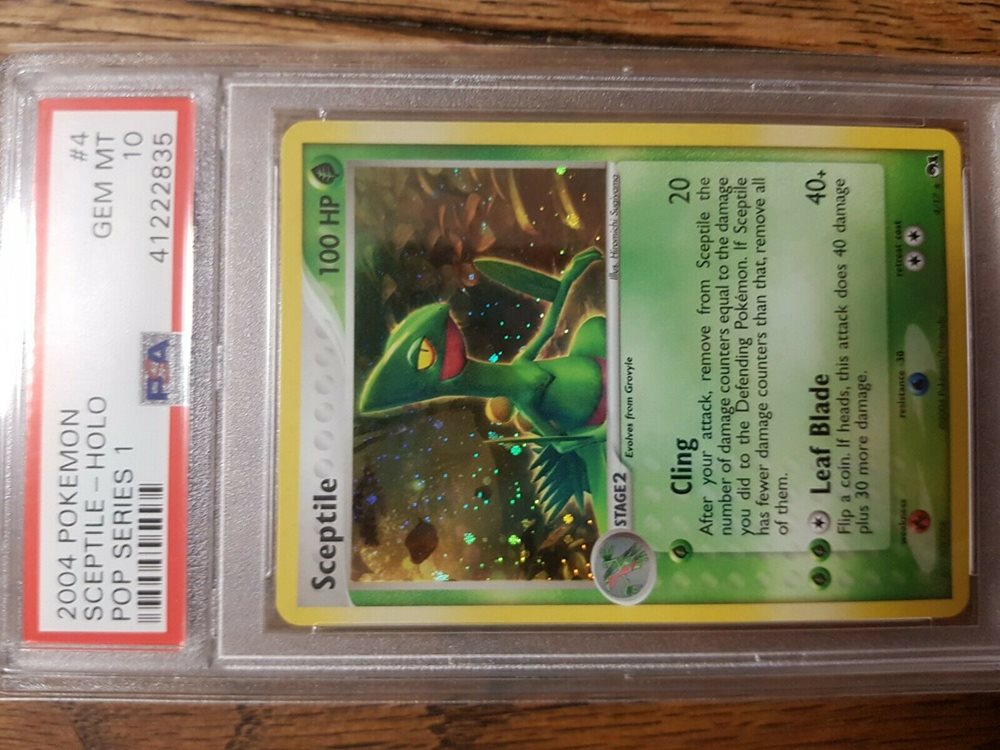 2004 POKEMON #4
SCEPTILE - HOLO GEM MT
POP SERIES 1 10
PSA 41222835
Sceptile 100 HP
Illus. Hironobu Sugiyama
STAGE 2 Evolves from Grovyle
Cling 20
After your attack, remove from Sceptile the
number of damage counters equal to the damage
you did to the Defending Pokémon. If Sceptile
has fewer damage counters than that, remove all
of them.
Leaf Blade 40+
Flip a coin. If heads, this attack does 40 damage
plus 30 more damage.
weakness resistance -30 retreat cost
4/17